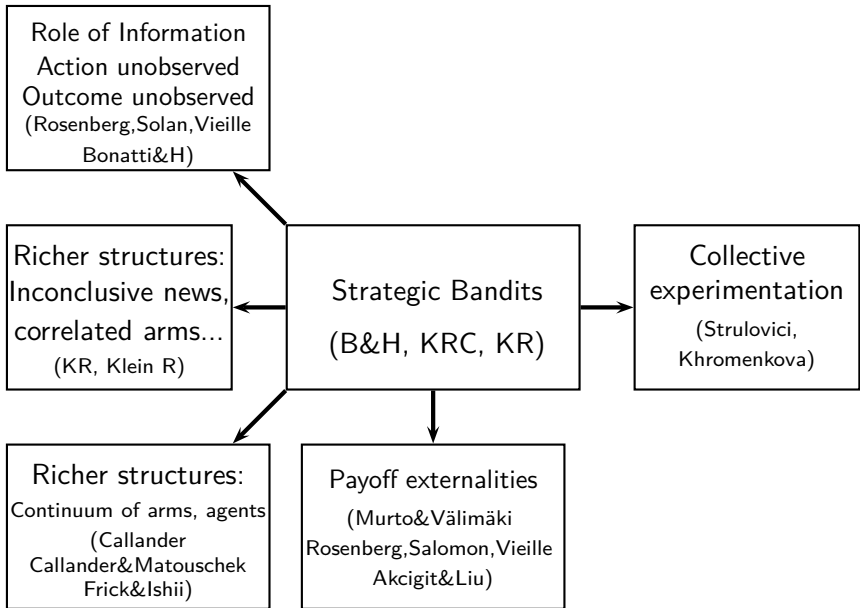 Role of Information
Action unobserved
Outcome unobserved
(Rosenberg,Solan,Vieille
Bonatti&H)
Richer structures:
Inconclusive news,
correlated arms...
(KR, Klein R)
Strategic Bandits
(B&H, KRC, KR)
Collective
experimentation
(Strulovici,
Khromenkova)
Richer structures:
Continuum of arms, agents
(Callander
Callander&Matouschek
Frick&Ishii)
Payoff externalities
(Murto&Välimäki
Rosenberg,Salomon,Vieille
Akcigit&Liu)